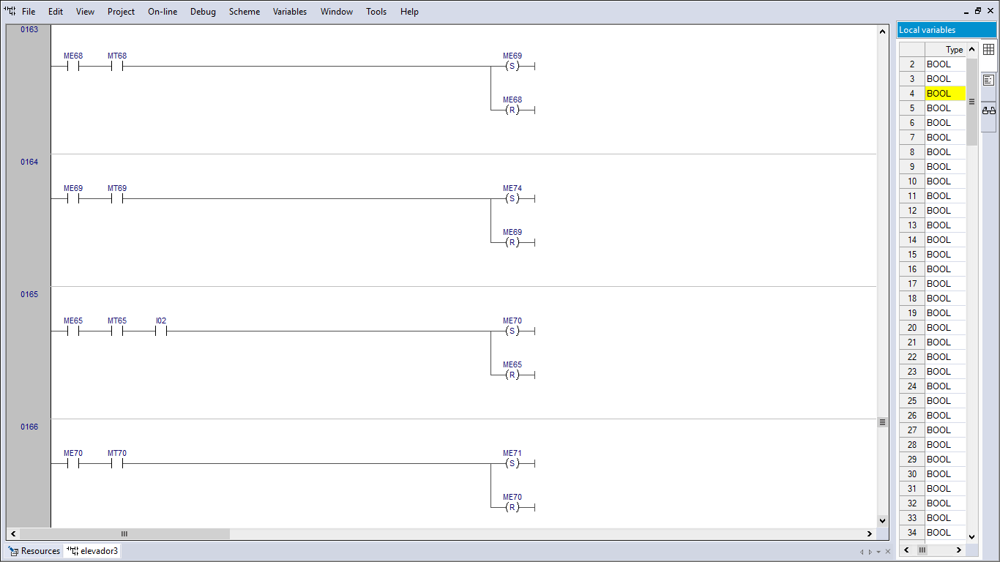 File Edit View Project On-line Debug Scheme Variables Window Tools Help
0163
ME68 MT68 ME69
(S)
ME68
(R)
0164
ME69 MT69 ME74
(S)
ME69
(R)
0165
ME65 MT65 I02 ME70
(S)
ME65
(R)
0166
ME70 MT70 ME71
(S)
ME70
(R)
Resources elevador3
Local variables
Type
2 BOOL
3 BOOL
4 BOOL
5 BOOL
6 BOOL
7 BOOL
8 BOOL
9 BOOL
10 BOOL
11 BOOL
12 BOOL
13 BOOL
14 BOOL
15 BOOL
16 BOOL
17 BOOL
18 BOOL
19 BOOL
20 BOOL
21 BOOL
22 BOOL
23 BOOL
24 BOOL
25 BOOL
26 BOOL
27 BOOL
28 BOOL
29 BOOL
30 BOOL
31 BOOL
32 BOOL
33 BOOL
34 BOOL